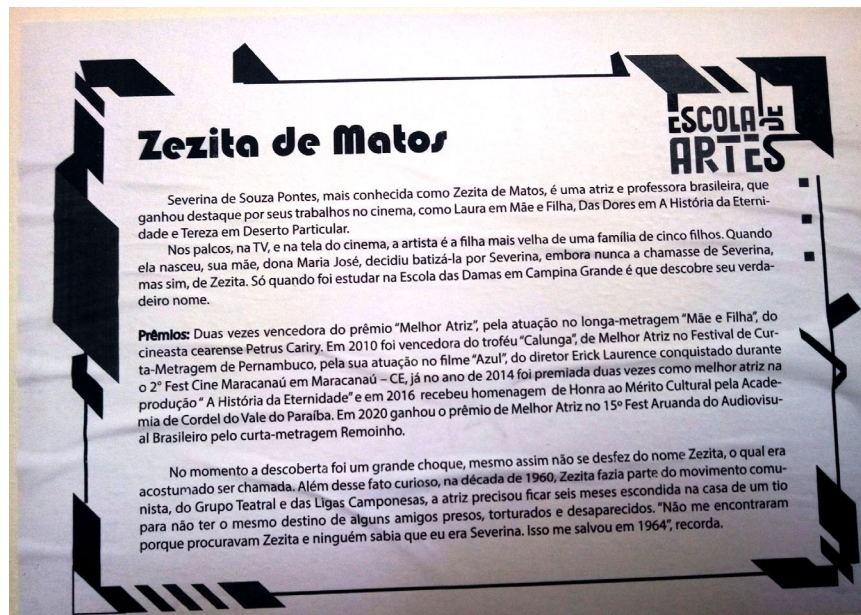 ESCOLA DE
ARTES
Zezita de Matos
Severina de Souza Pontes, mais conhecida como Zezita de Matos, é uma atriz e professora brasileira, que
ganhou destaque por seus trabalhos no cinema, como Laura em Mãe e Filha, Das Dores em A História da Eterni-
dade e Tereza em Deserto Particular.
Nos palcos, na TV, e na tela do cinema, a artista é a filha mais velha de uma família de cinco filhos. Quando
ela nasceu, sua mãe, dona Maria José, decidiu batizá-la por Severina, embora nunca a chamasse de Severina,
mas sim, de Zezita. Só quando foi estudar na Escola das Damas em Campina Grande é que descobre seu verda-
deiro nome.
Prêmios: Duas vezes vencedora do prêmio "Melhor Atriz", pela atuação no longa-metragem "Mãe e Filha", do
cineasta cearense Petrus Cariry. Em 2010 foi vencedora do troféu "Calunga", de Melhor Atriz no Festival de Cur-
ta-Metragem de Pernambuco, pela sua atuação no filme "Azul", do diretor Erick Laurence conquistado durante
o 2° Fest Cine Maracanaú em Maracanaú – CE, já no ano de 2014 foi premiada duas vezes como melhor atriz na
produção " A História da Eternidade" e em 2016 recebeu homenagem de Honra ao Mérito Cultural pela Acade-
mia de Cordel do Vale do Paraíba. Em 2020 ganhou o prêmio de Melhor Atriz no 15º Fest Aruanda do Audiovisu-
al Brasileiro pelo curta-metragem Remoinho.
No momento a descoberta foi um grande choque, mesmo assim não se desfez do nome Zezita, o qual era
acostumado ser chamada. Além desse fato curioso, na década de 1960, Zezita fazia parte do movimento comu-
nista, do Grupo Teatral e das Ligas Camponesas, a atriz precisou ficar seis meses escondida na casa de um tio
para não ter o mesmo destino de alguns amigos presos, torturados e desaparecidos. "Não me encontraram
porque procuravam Zezita e ninguém sabia que eu era Severina. Isso me salvou em 1964", recorda.